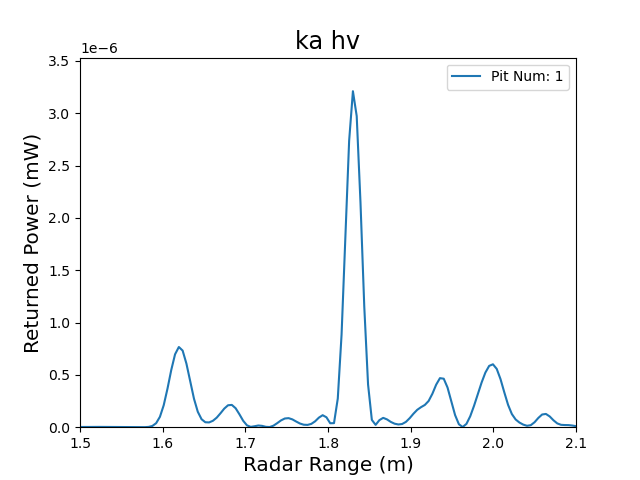 ka hv
1e−6
3.5
3.0
2.5
2.0
1.5
1.0
0.5
0.0
Returned Power (mW)
Pit Num: 1
1.5 1.6 1.7 1.8 1.9 2.0 2.1
Radar Range (m)